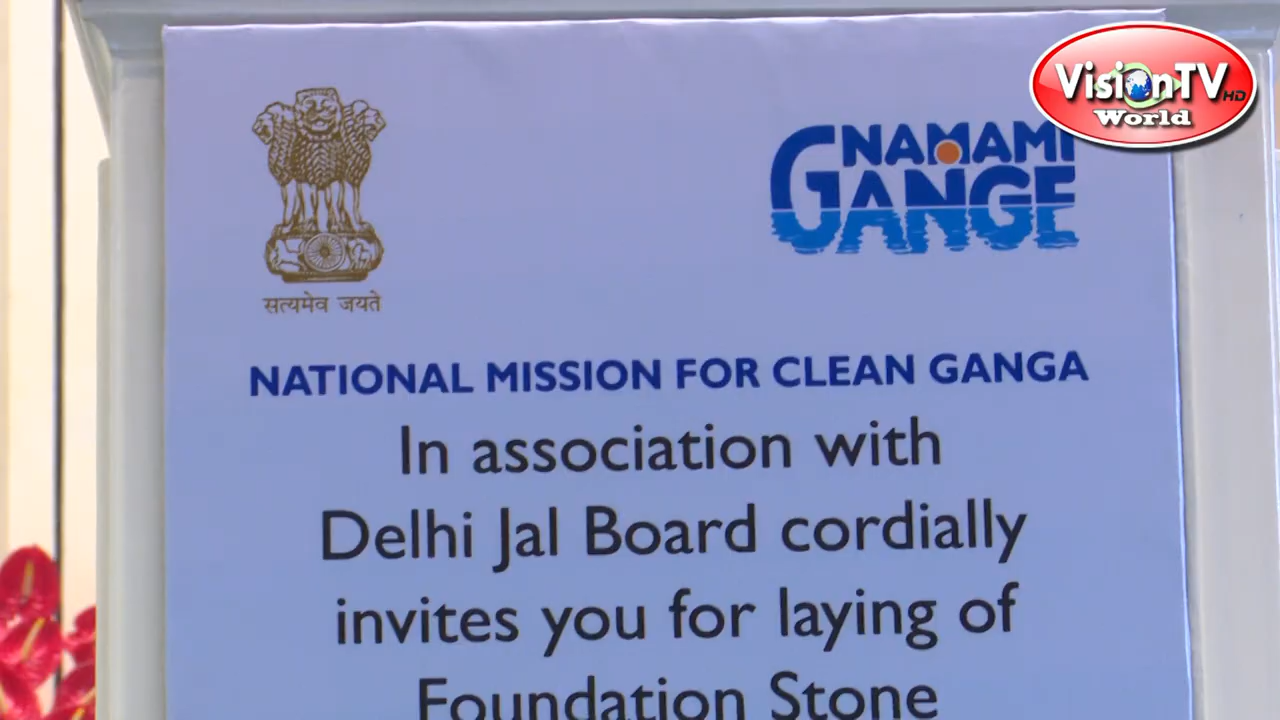 VisionTV HD
World
NAMAMI
GANGE
सत्यमेव जयते
NATIONAL MISSION FOR CLEAN GANGA
In association with
Delhi Jal Board cordially
invites you for laying of
Foundation Stone